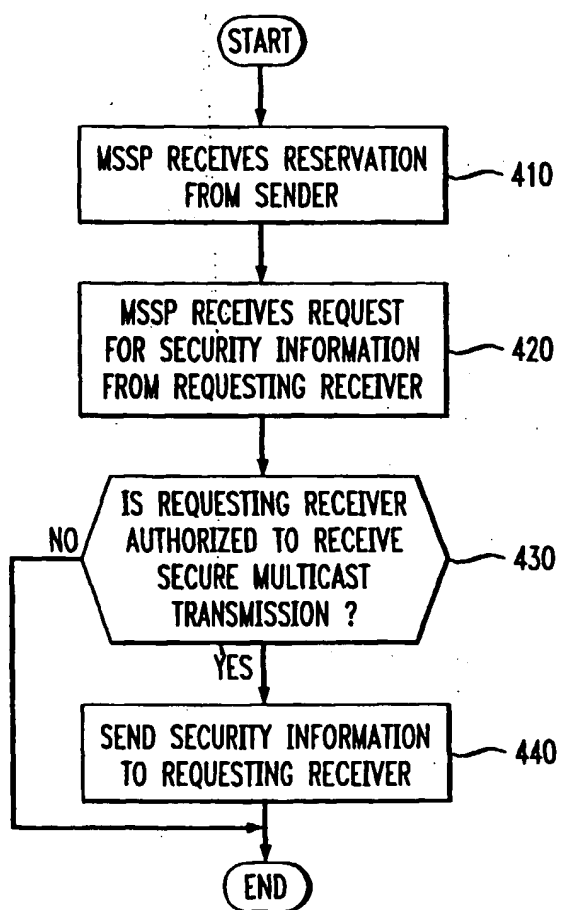 START
MSSP RECEIVES RESERVATION
FROM SENDER
410
MSSP RECEIVES REQUEST
FOR SECURITY INFORMATION
FROM REQUESTING RECEIVER
420
IS REQUESTING RECEIVER
AUTHORIZED TO RECEIVE
SECURE MULTICAST
TRANSMISSION ?
430
NO
YES
SEND SECURITY INFORMATION
TO REQUESTING RECEIVER
440
END